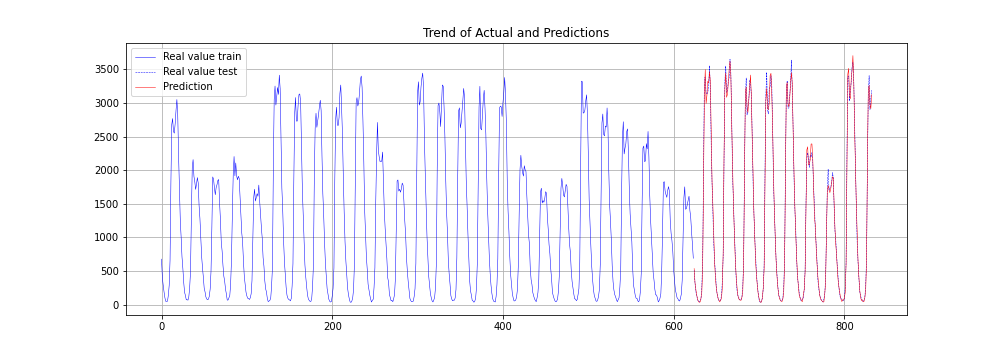 Trend of Actual and Predictions
Real value train
Real value test
Prediction
3500
3000
2500
2000
1500
1000
500
0
0 200 400 600 800